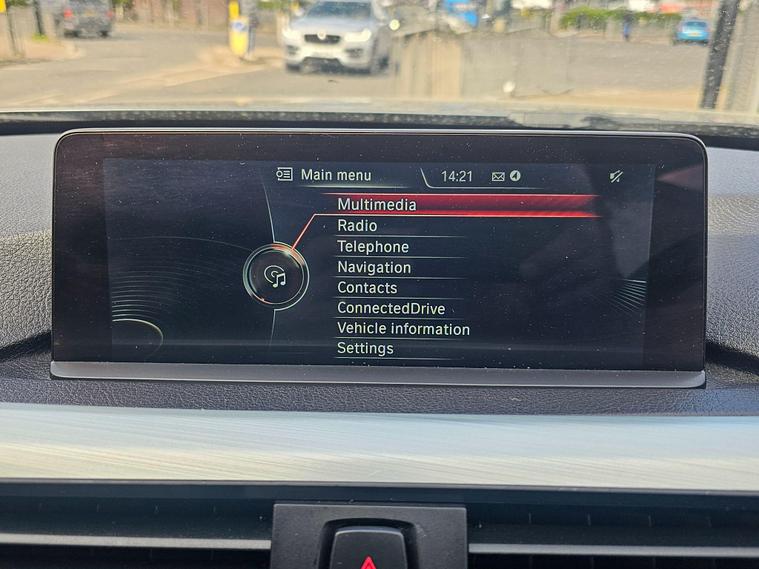 Main menu 14:21
Multimedia
Radio
Telephone
Navigation
Contacts
ConnectedDrive
Vehicle information
Settings